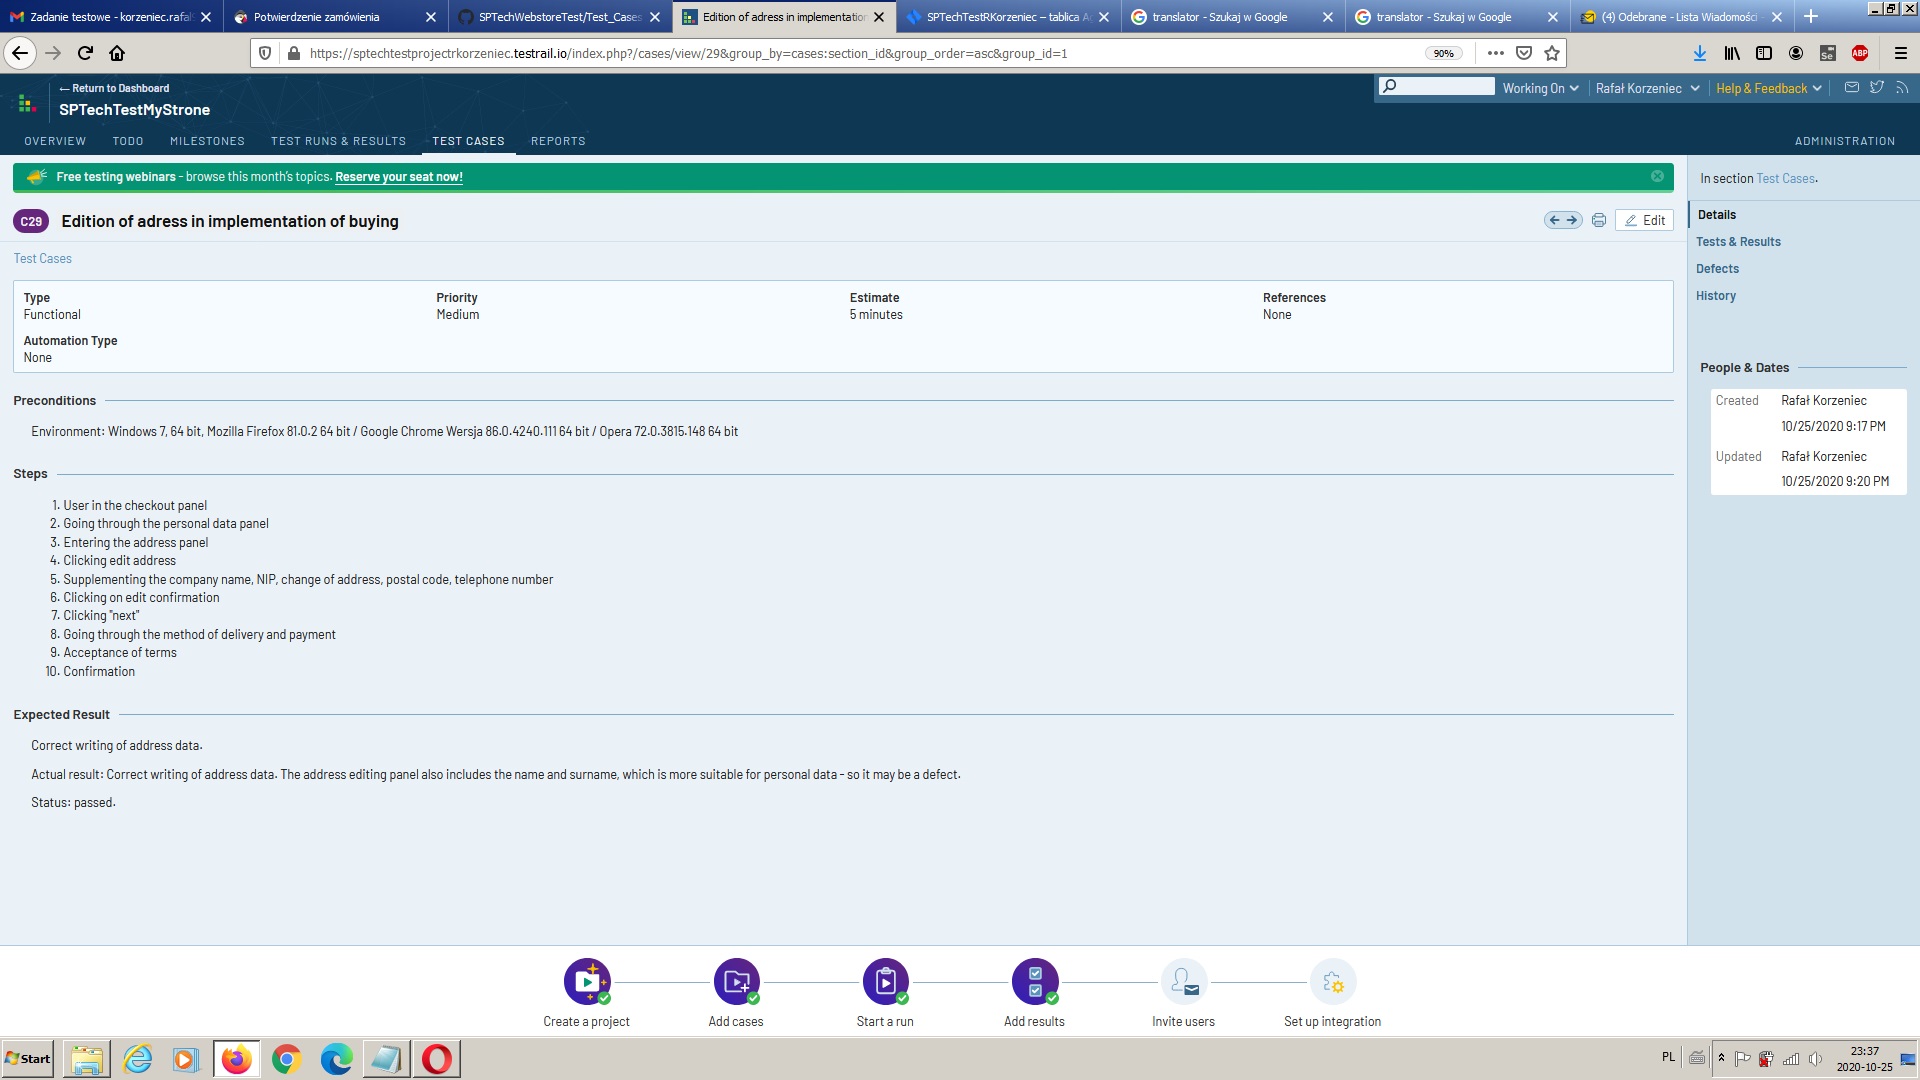 Zadanie testowe - korzeniec.rafal
Potwierdzenie zamówienia
SPTechWebstoreTest/Test_Cases
Edition of adress in implementation
SPTechTestRKorzeniec – tablica A
translator - Szukaj w Google
translator - Szukaj w Google
(4) Odebrane - Lista Wiadomości
https://sptechtestprojectrkorzeniec.testrail.io/index.php?/cases/view/29&group_by=cases:section_id&group_order=asc&group_id=1
90%
Se
ABP
← Return to Dashboard
SPTechTestMyStrone
Working On
Rafał Korzeniec
Help & Feedback
OVERVIEW
TODO
MILESTONES
TEST RUNS & RESULTS
TEST CASES
REPORTS
ADMINISTRATION
Free testing webinars - browse this month's topics. Reserve your seat now!
In section Test Cases.
C29
Edition of adress in implementation of buying
Edit
Details
Tests & Results
Defects
History
Test Cases
Type
Functional
Priority
Medium
Estimate
5 minutes
References
None
Automation Type
None
People & Dates
Created Rafał Korzeniec
10/25/2020 9:17 PM
Updated Rafał Korzeniec
10/25/2020 9:20 PM
Preconditions
Environment: Windows 7, 64 bit, Mozilla Firefox 81.0.2 64 bit / Google Chrome Wersja 86.0.4240.111 64 bit / Opera 72.0.3815.148 64 bit
Steps
1. User in the checkout panel
2. Going through the personal data panel
3. Entering the address panel
4. Clicking edit address
5. Supplementing the company name, NIP, change of address, postal code, telephone number
6. Clicking on edit confirmation
7. Clicking "next"
8. Going through the method of delivery and payment
9. Acceptance of terms
10. Confirmation
Expected Result
Correct writing of address data.
Actual result: Correct writing of address data. The address editing panel also includes the name and surname, which is more suitable for personal data - so it may be a defect.
Status: passed.
Create a project
Add cases
Start a run
Add results
Invite users
Set up integration
Start
PL
23:37
2020-10-25